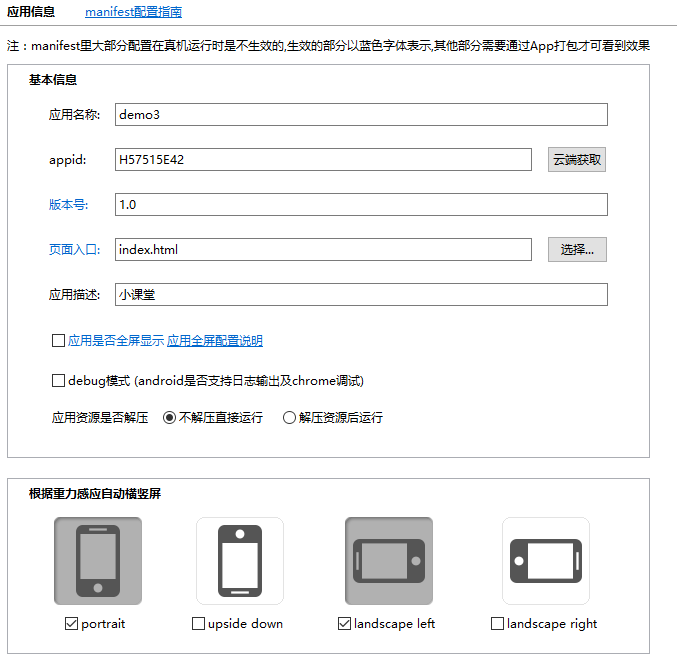 应用信息 manifest配置指南
注：manifest里大部分配置在真机运行时是不生效的,生效的部分以蓝色字体表示,其他部分需要通过App打包才可看到效果
基本信息
应用名称: demo3
appid: H57515E42 云端获取
版本号: 1.0
页面入口: index.html 选择...
应用描述: 小课堂
应用是否全屏显示 应用全屏配置说明
debug模式 (android是否支持日志输出及chrome调试)
应用资源是否解压 不解压直接运行 解压资源后运行
根据重力感应自动横竖屏
portrait upside down landscape left landscape right